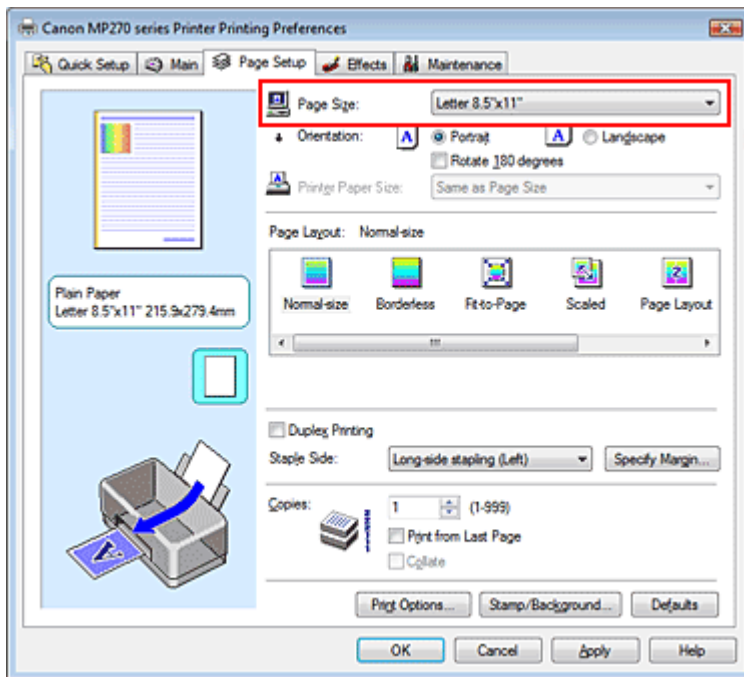 Canon MP270 series Printer Printing Preferences
Quick Setup Main Page Setup Effects Maintenance
Page Size: Letter 8.5"x11"
Orientation: A Portrait A Landscape
Rotate 180 degrees
Printer Paper Size: Same as Page Size
Page Layout: Normal-size
Normal-size Borderless Fit-to-Page Scaled Page Layout
Plain Paper
Letter 8.5"x11" 215.9x279.4mm
Duplex Printing
Staple Side: Long-side stapling (Left) Specify Margin...
Copies: 1 (1-999)
Print from Last Page
Collate
Print Options... Stamp/Background... Defaults
OK Cancel Apply Help